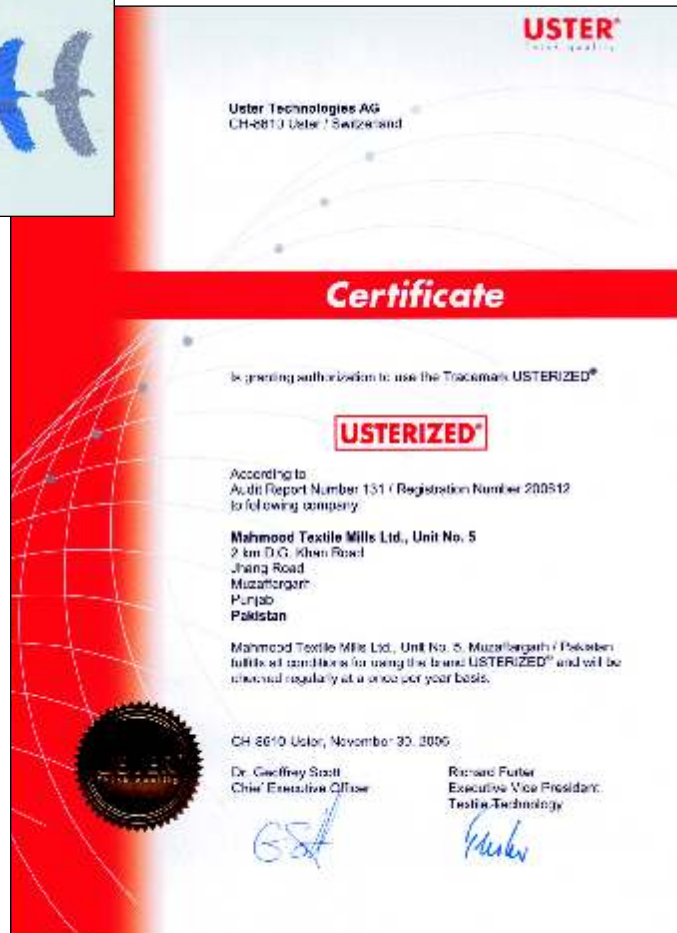 USTER®
Uster Technologies AG
CH-8610 Uster / Switzerland
Certificate
is granting authorization to use the Trademark USTERIZED®
USTERIZED®
According to
Audit Report Number 131 / Registration Number 200612
to following company
Mahmood Textile Mills Ltd., Unit No. 5
2 km D.G. Khan Road
Jhang Road
Muzaffargarh
Punjab
Pakistan
Mahmood Textile Mills Ltd., Unit No. 5, Muzaffargarh / Pakistan
fulfills all conditions for using the brand USTERIZED® and will be
checked regularly at a once per year basis.
CH-8610 Uster, November 30, 2006
Dr. Geoffrey Scott
Chief Executive Officer
Richard Furter
Executive Vice President
Textile Technology